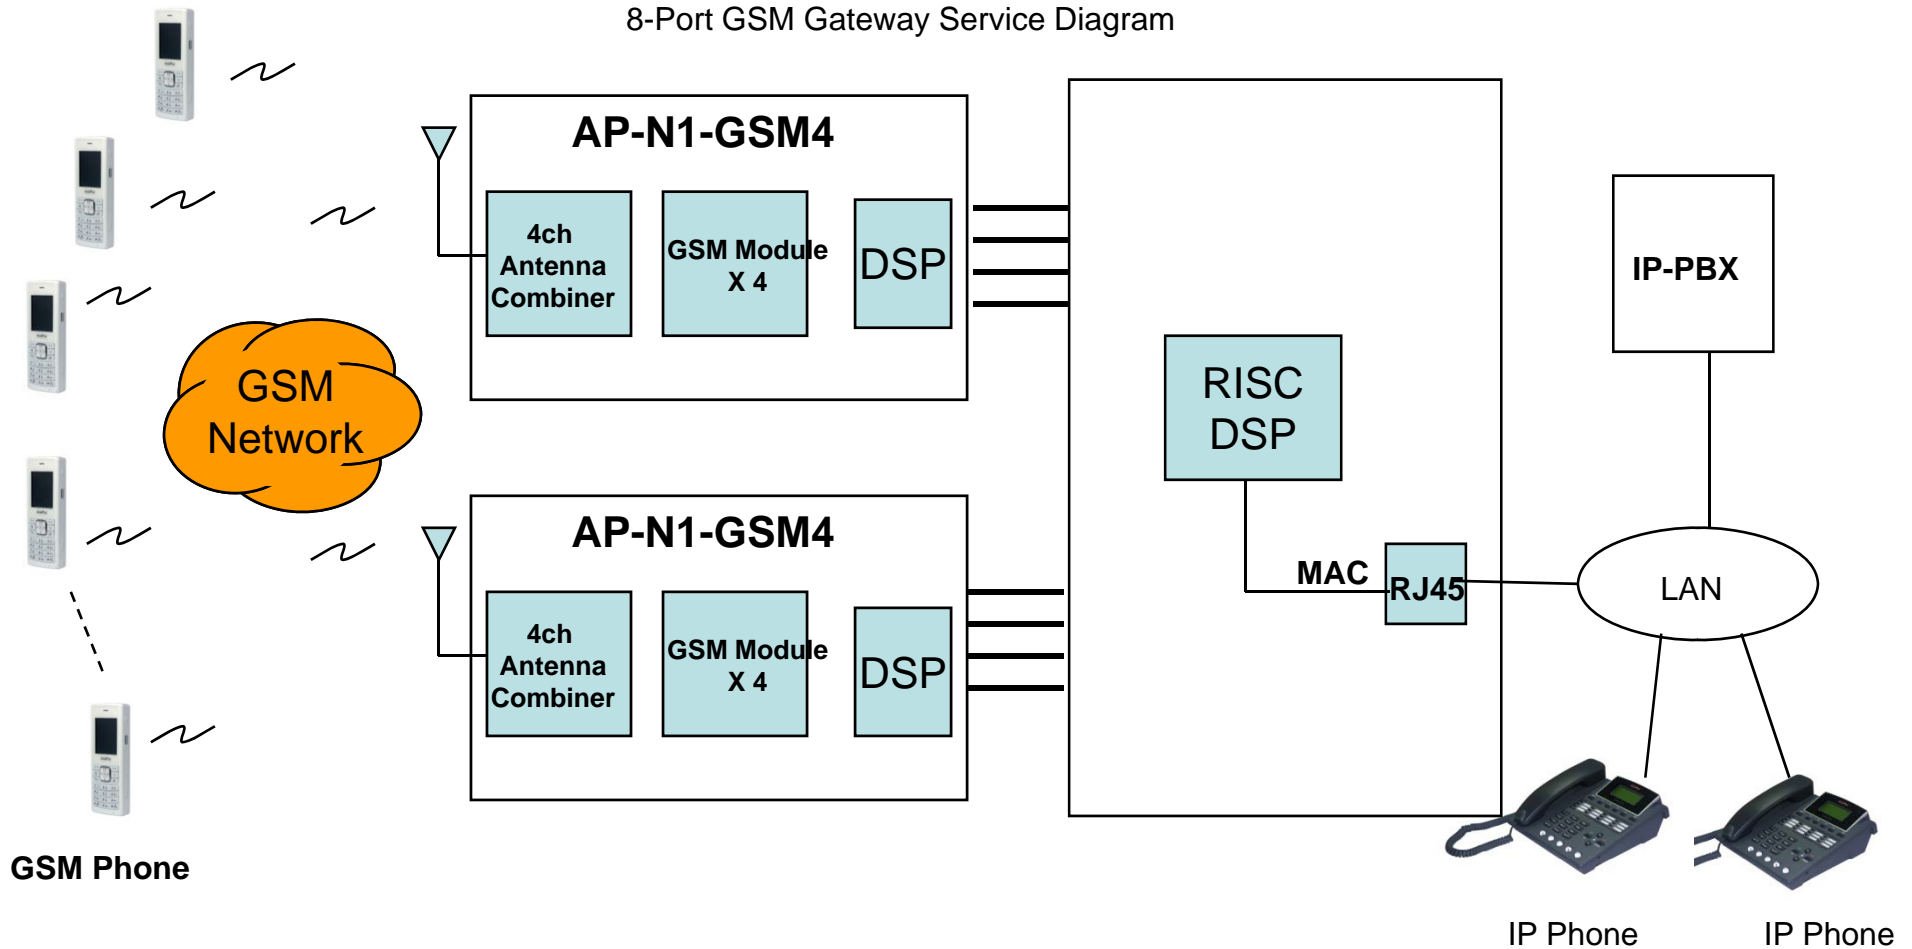 8-Port GSM Gateway Service Diagram
AP-N1-GSM4
4ch
Antenna
Combiner
GSM Module
X 4
DSP
GSM
Network
AP-N1-GSM4
4ch
Antenna
Combiner
GSM Module
X 4
DSP
RISC
DSP
MAC
RJ45
IP-PBX
LAN
GSM Phone
IP Phone
IP Phone